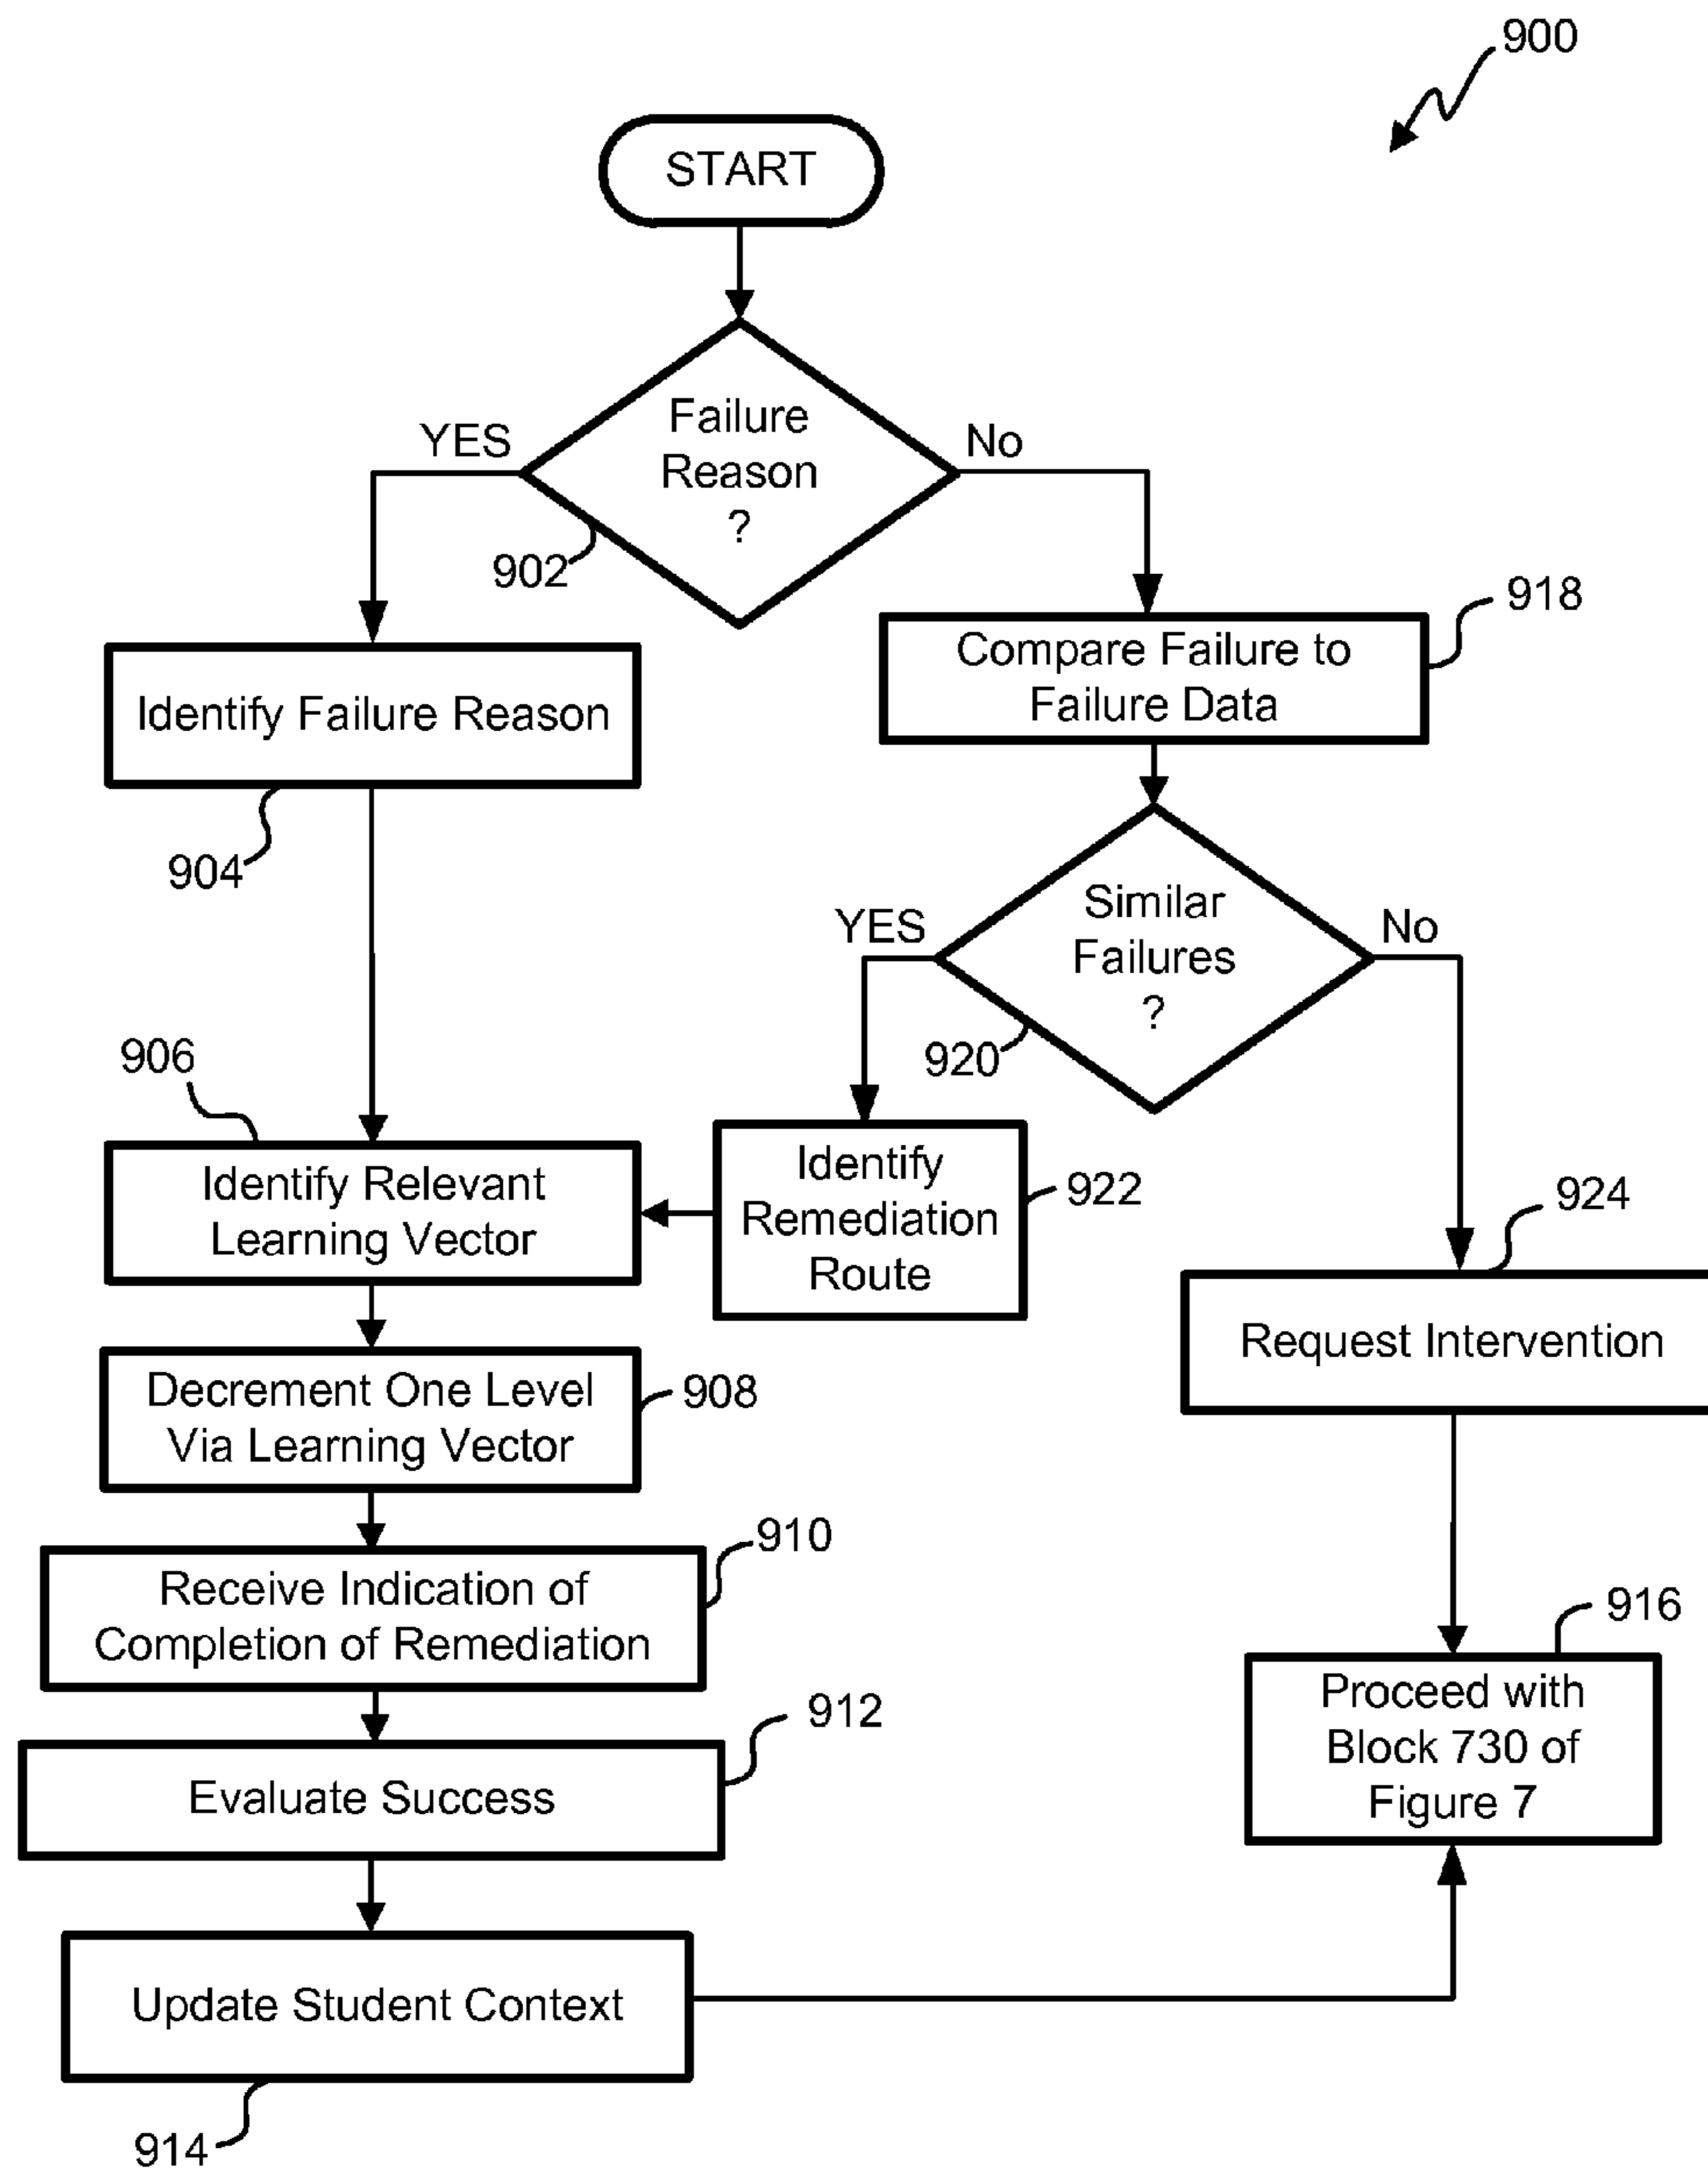 900
START
Failure
Reason
?
YES
No
902
918
Compare Failure to
Failure Data
Identify Failure Reason
904
Similar
Failures
?
YES
No
920
906
Identify Relevant
Learning Vector
Identify
Remediation
Route
922
924
Request Intervention
Decrement One Level
Via Learning Vector
908
910
Receive Indication of
Completion of Remediation
916
Proceed with
Block 730 of
Figure 7
912
Evaluate Success
Update Student Context
914